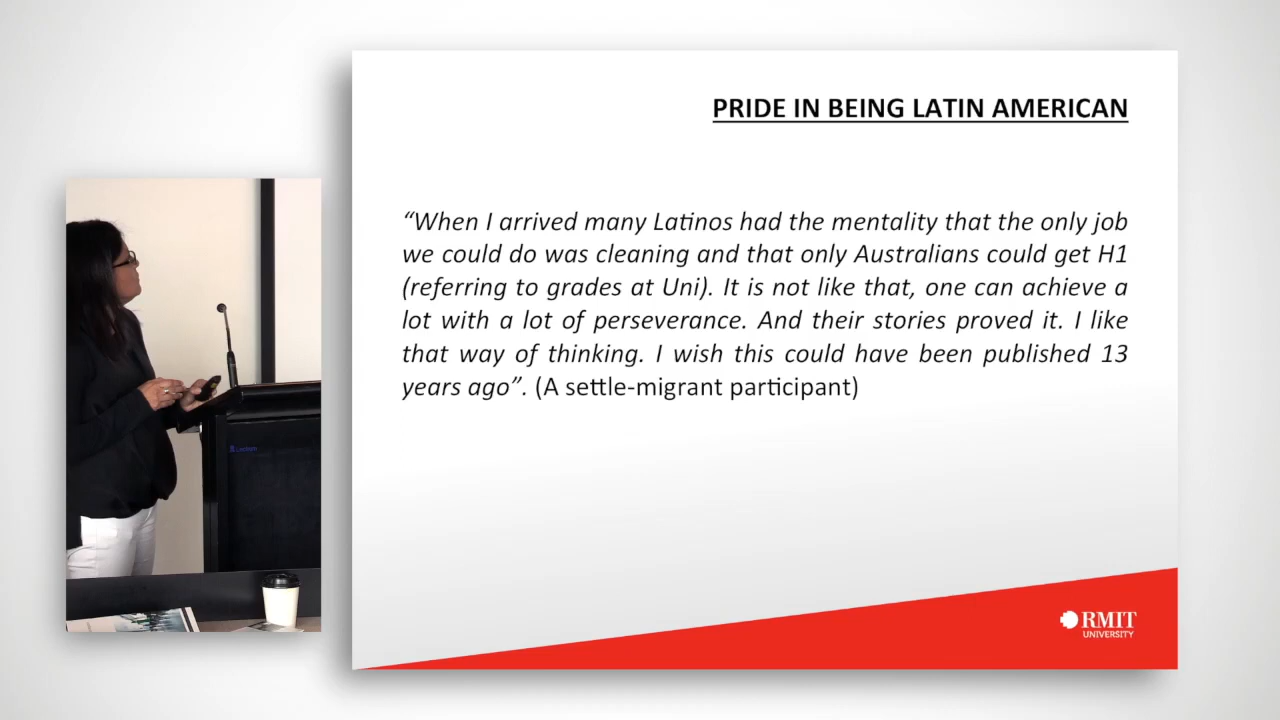 PRIDE IN BEING LATIN AMERICAN
“When I arrived many Latinos had the mentality that the only job
we could do was cleaning and that only Australians could get H1
(referring to grades at Uni). It is not like that, one can achieve a
lot with a lot of perseverance. And their stories proved it. I like
that way of thinking. I wish this could have been published 13
years ago”. (A settle-migrant participant)
RMIT
UNIVERSITY